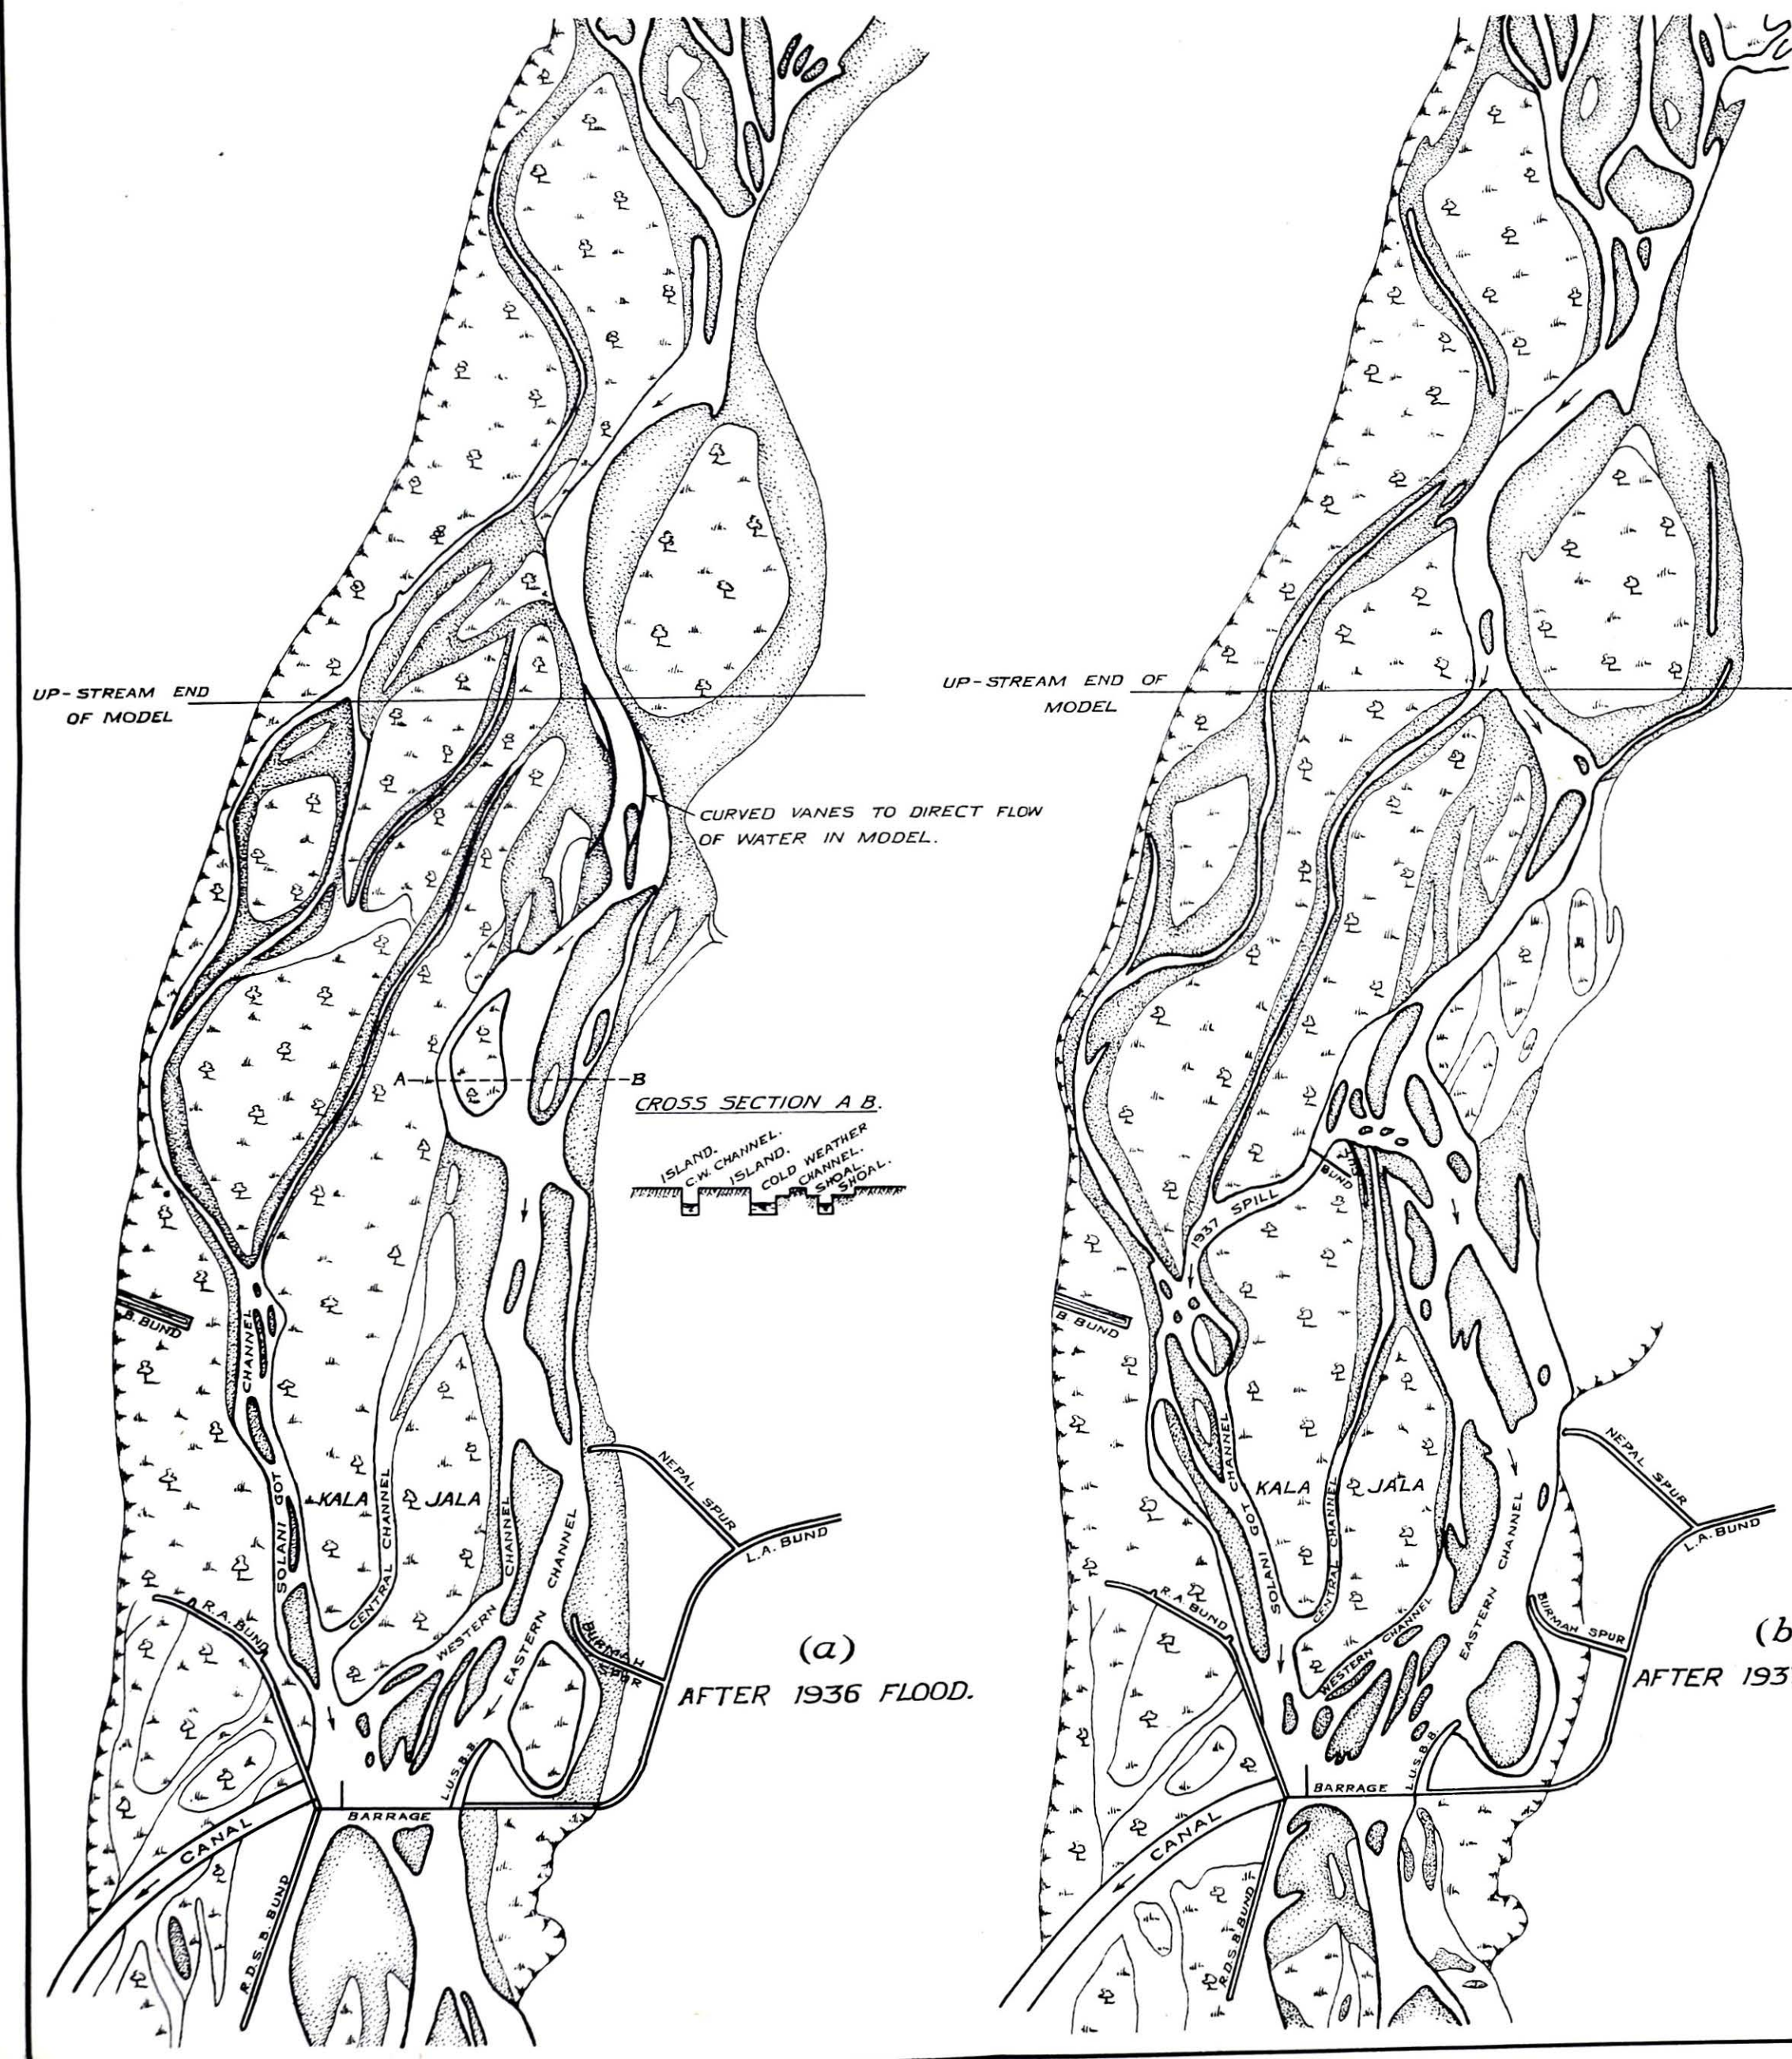 UP-STREAM END
OF MODEL
CURVED VANES TO DIRECT FLOW
OF WATER IN MODEL.
A
B
CROSS SECTION A B.
ISLAND.
C.W. CHANNEL.
ISLAND.
COLD WEATHER
CHANNEL.
SHOAL.
SHOAL.
B. BUND
SOLANI GOT CHANNEL
KALA JALA
CENTRAL CHANNEL
WESTERN CHANNEL
EASTERN CHANNEL
NEPAL SPUR
L.A. BUND
R.A. BUND
BURMAH
SPUR
L.U.S.B.B.
BARRAGE
CANAL
R.D.S.B. BUND
(a)
AFTER 1936 FLOOD.
UP-STREAM END OF
MODEL
BUND
1937 SPILL
B. BUND
SOLANI GOT CHANNEL
KALA JALA
CENTRAL CHANNEL
WESTERN CHANNEL
EASTERN CHANNEL
NEPAL SPUR
L.A. BUND
R.A. BUND
BURMAH SPUR
L.U.S.B.B.
BARRAGE
CANAL
R.D.S.B. BUND
(b
AFTER 193